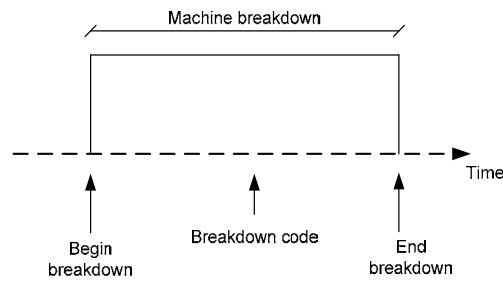 Machine breakdown
Time
Begin
breakdown
Breakdown code
End
breakdown